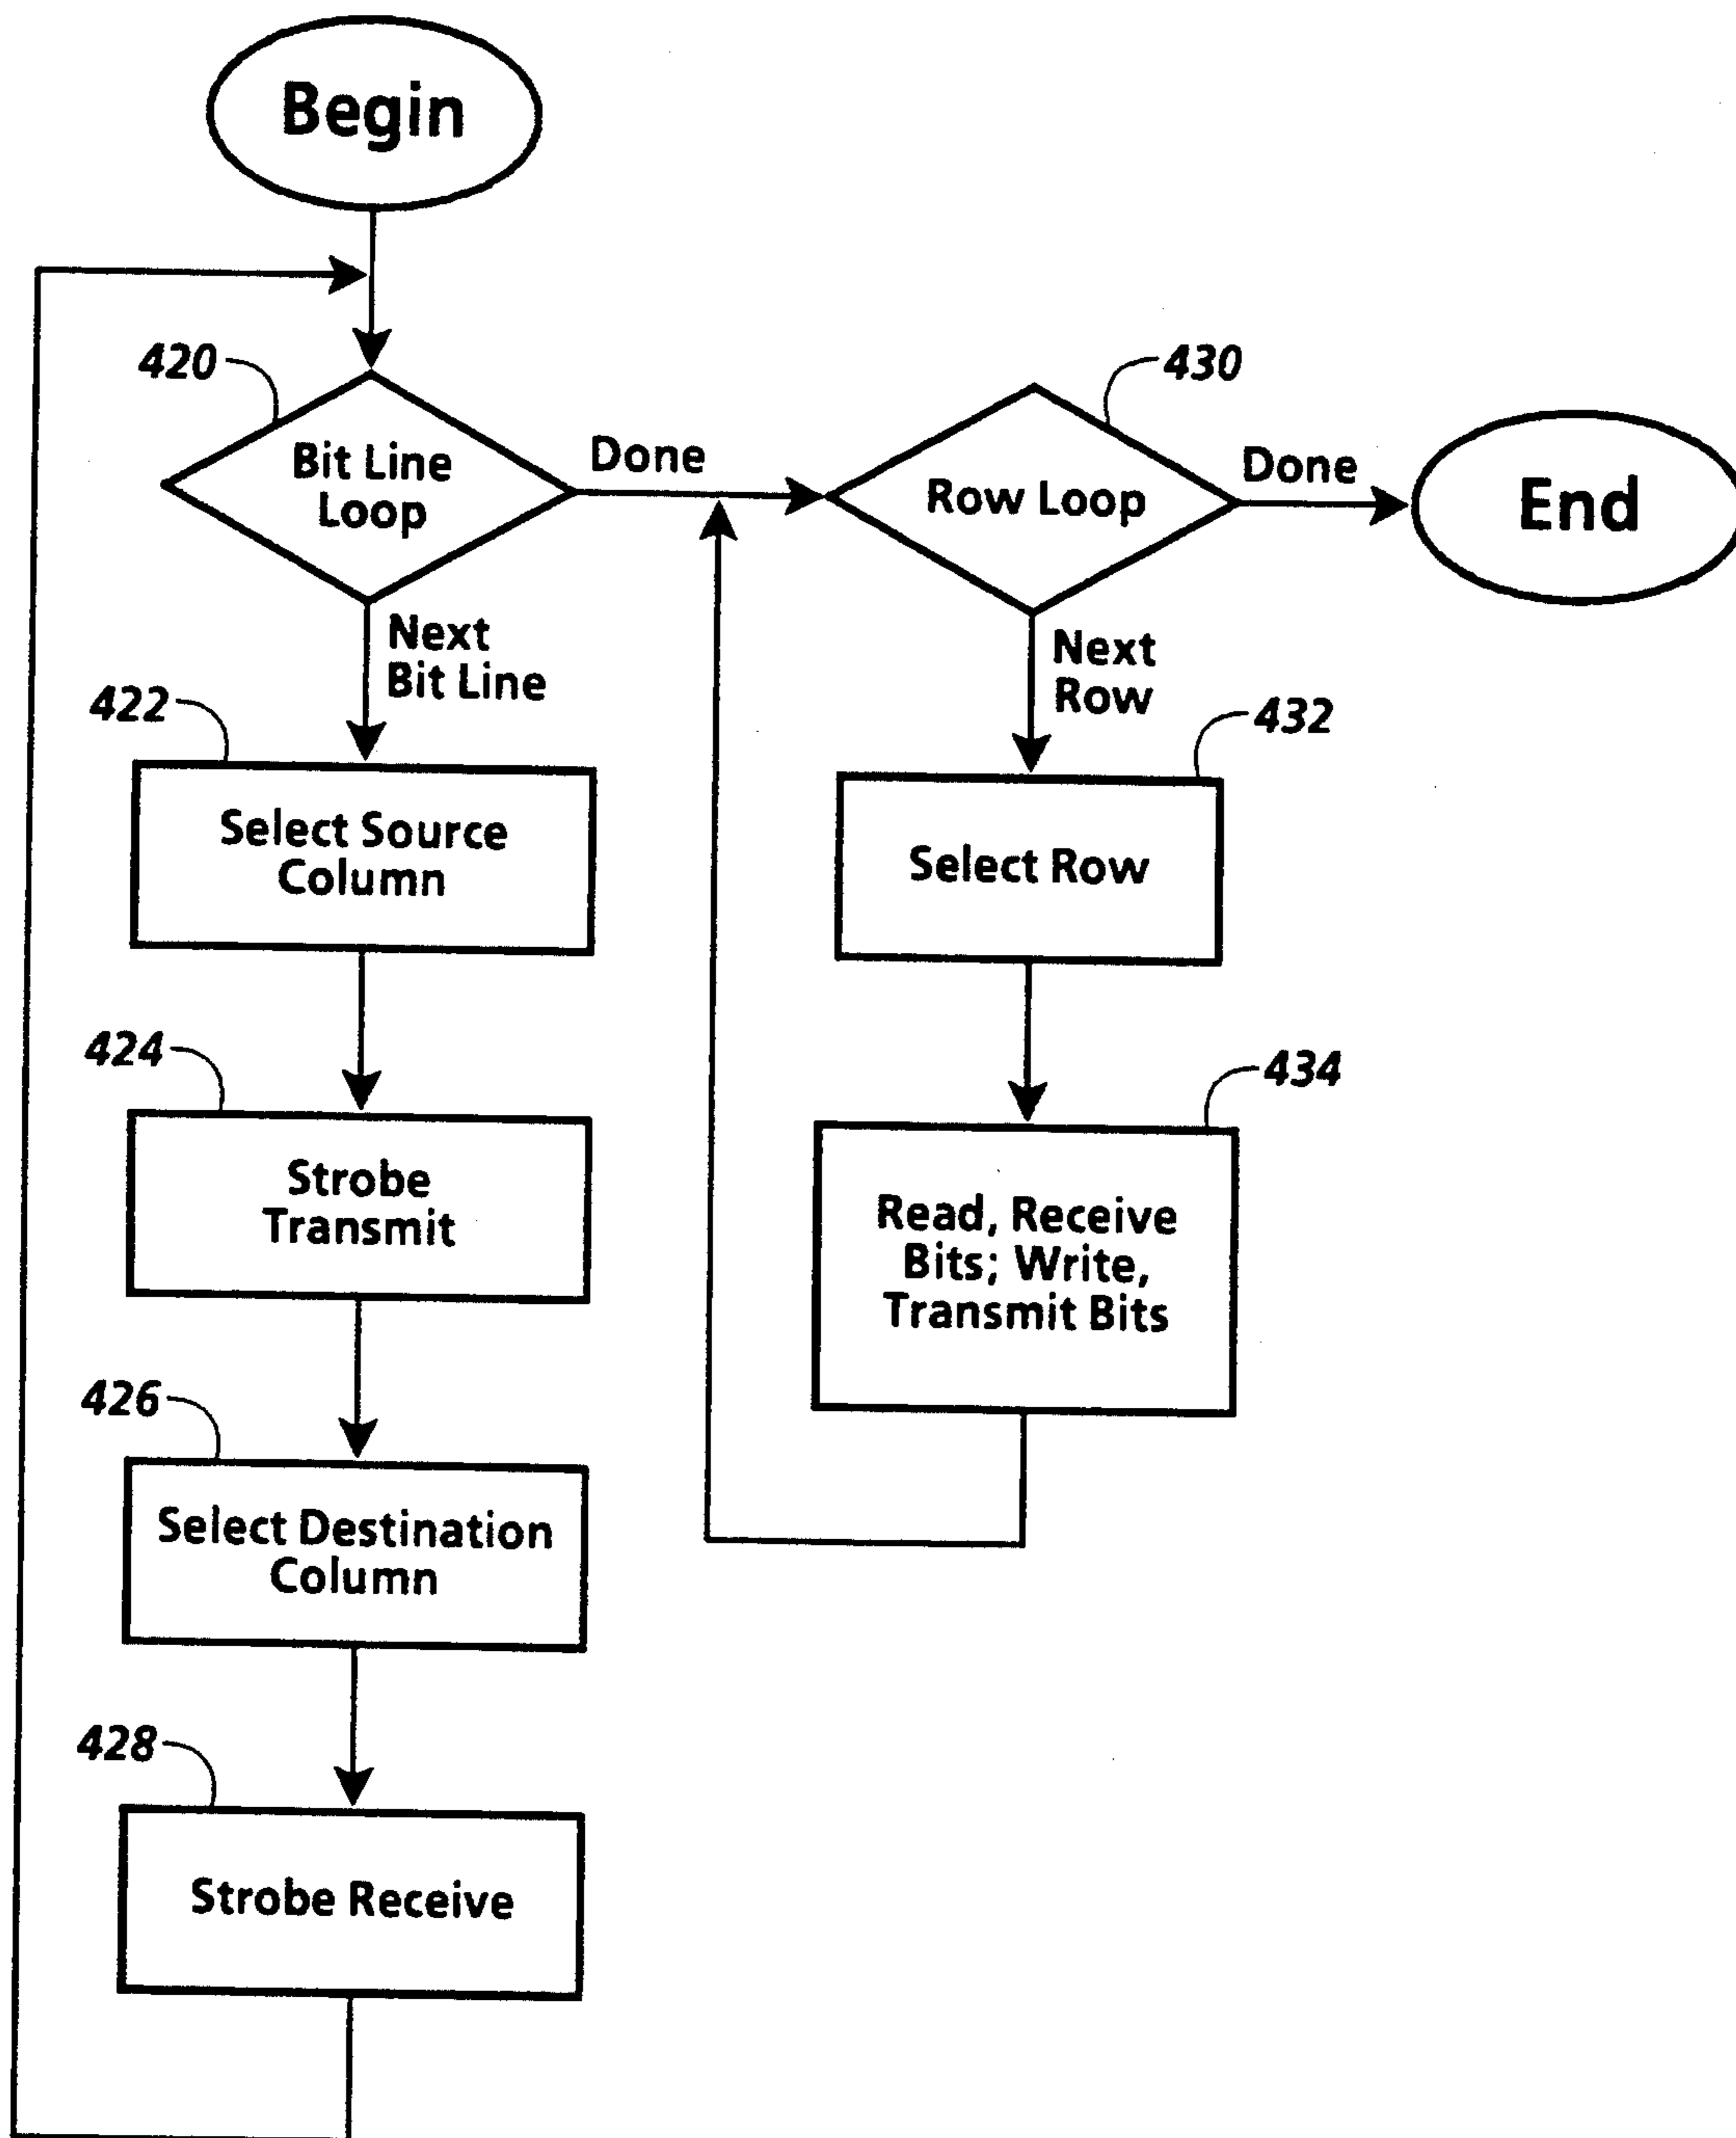 Begin
420
Bit Line
Loop
Done
Next
Bit Line
422
Select Source
Column
424
Strobe
Transmit
426
Select Destination
Column
428
Strobe Receive
430
Row Loop
Done
End
Next
Row
432
Select Row
434
Read, Receive
Bits; Write,
Transmit Bits